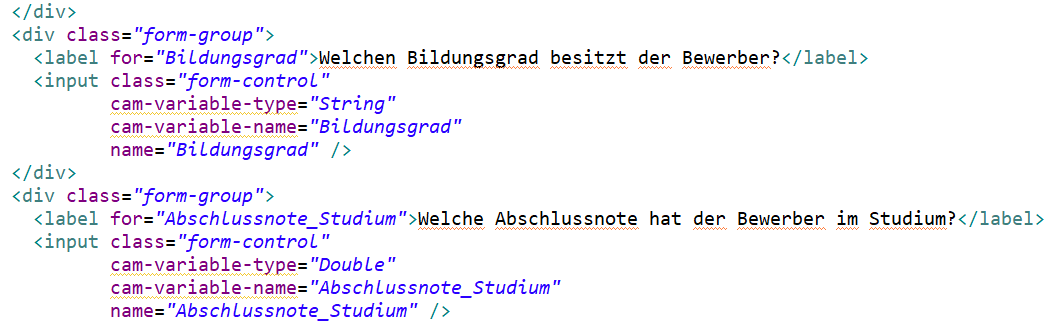 </div>
<div class="form-group">
<label for="Bildungsgrad">Welchen Bildungsgrad besitzt der Bewerber?</label>
<input class="form-control"
cam-variable-type="String"
cam-variable-name="Bildungsgrad"
name="Bildungsgrad" />
</div>
<div class="form-group">
<label for="Abschlussnote_Studium">Welche Abschlussnote hat der Bewerber im Studium?</label>
<input class="form-control"
cam-variable-type="Double"
cam-variable-name="Abschlussnote_Studium"
name="Abschlussnote_Studium" />